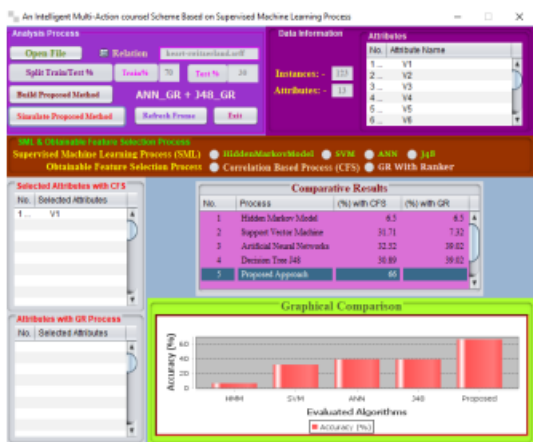 An Intelligent Multi-Action counsel Scheme Based on Supervised Machine Learning Process
Analysis Process
Open File Relation heart-switzerland.arff
Split Train/Test % Train% 70 Test % 30
Build Proposed Method ANN_GR + J48_GR
Simulate Proposed Method Refresh Frame Exit
Data Information
Instances: - 123
Attributes: - 13
Attributes
No. Attribute Name
1 ... V1
2 ... V2
3 ... V3
4 ... V4
5 ... V5
6 ... V6
SML & Obtainable Feature Selection Process
Supervised Machine Learning Process (SML) HiddenMarkovModel SVM ANN J48
Obtainable Feature Selection Process Correlation Based Process (CFS) GR With Ranker
Selected Attributes with CFS
No. Selected Attributes
1 ... V1
Attributes with GR Process
No. Selected Attributes
Comparative Results
No. Process (%) with CFS (%) with GR
1 Hidden Markov Model 6.5 6.5
2 Support Vector Machine 31.71 7.32
3 Artificial Neural Networks 32.52 39.02
4 Decision Tree J48 30.89 39.02
5 Proposed Approach 66
Graphical Comparison
Accuracy (%)
60
40
20
0
HMM SVM ANN J48 Proposed
Evaluated Algorithms
Accuracy (%)